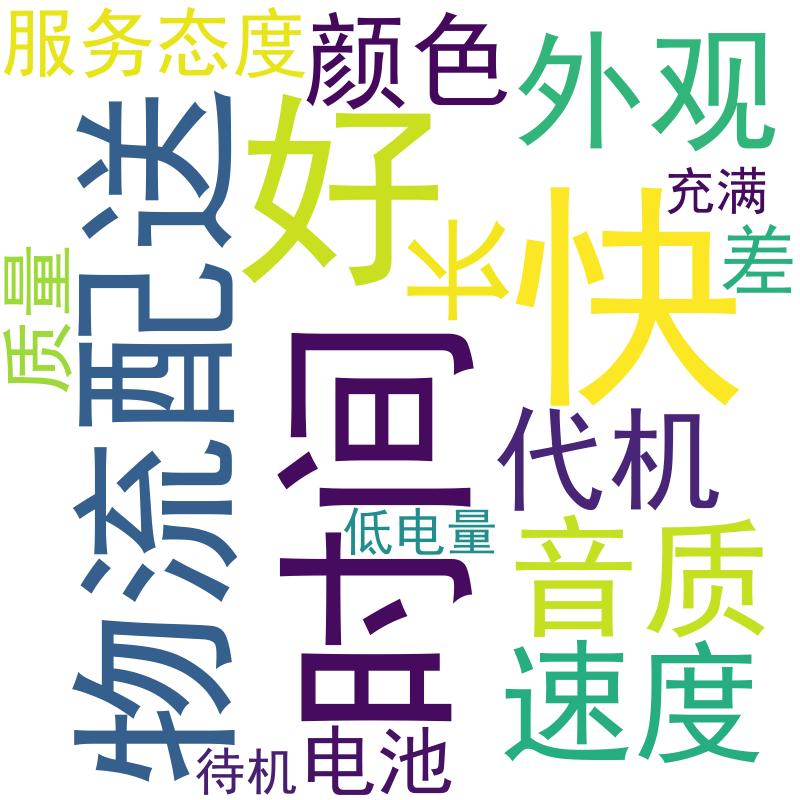 服务态度
颜色
外观
物流配送
好
充满
长
快
差
质量
时间
代机
低电量
音质
速度
待机
电池